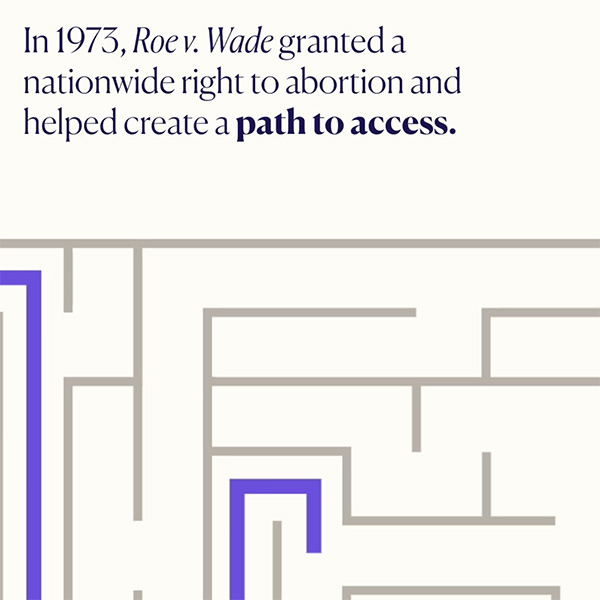 In 1973, Roe v. Wade granted a
nationwide right to abortion and
helped create a path to access.